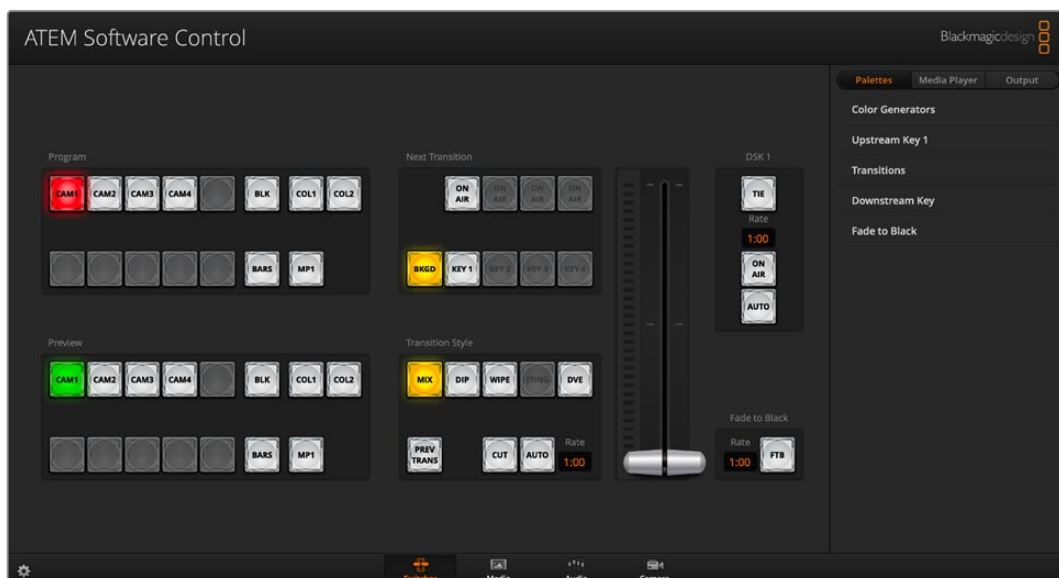 ATEM Software Control
Blackmagicdesign
Palettes Media Player Output
Color Generators
Upstream Key 1
Transitions
Downstream Key
Fade to Black
Program
CAM1 CAM2 CAM3 CAM4 BLK COL1 COL2
BARS MP1
Next Transition
ON AIR ON AIR ON AIR ON AIR
BKGD KEY 1 KEY 2 KEY 3 KEY 4
DSK 1
TIE
Rate
1:00
ON AIR
AUTO
Preview
CAM1 CAM2 CAM3 CAM4 BLK COL1 COL2
BARS MP1
Transition Style
MIX DIP WIPE STING DVE
PREV TRANS CUT AUTO Rate 1:00
Fade to Black
Rate
1:00 FTB
Switcher Media Audio Camera